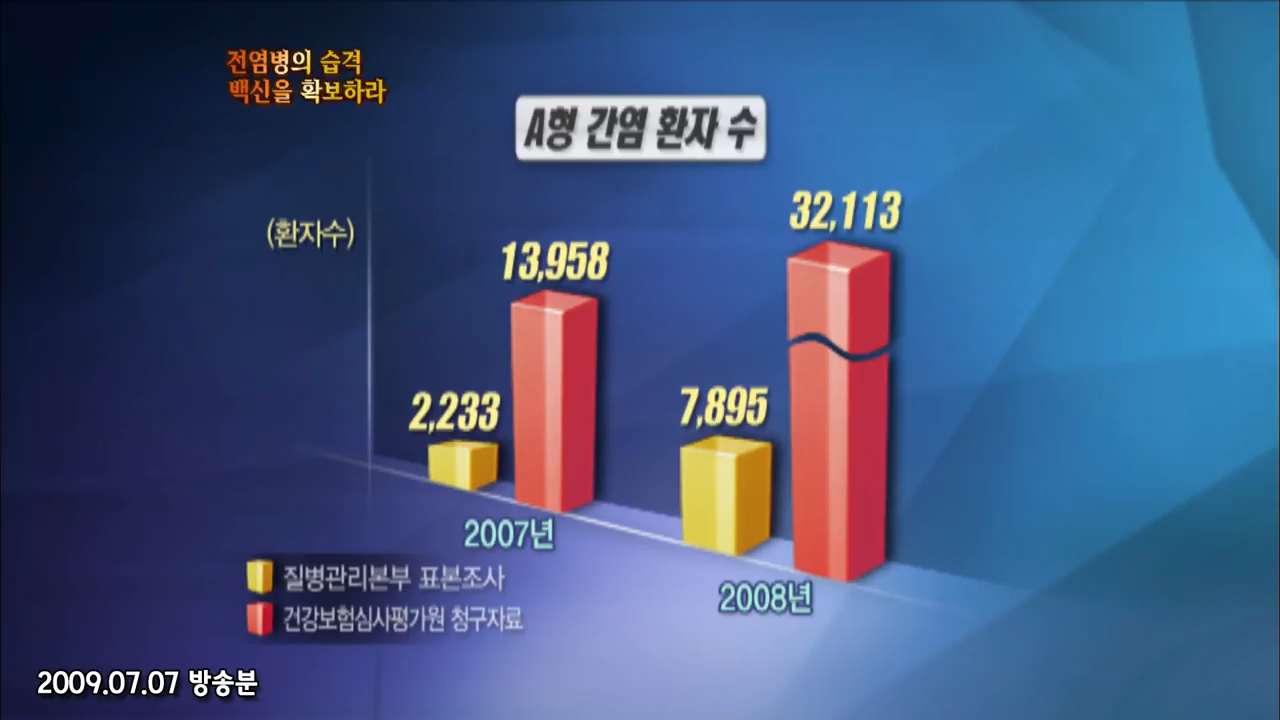 전염병의 습격
백신을 확보하라
A형 간염 환자 수
(환자수)
32,113
13,958
2,233
7,895
2007년
2008년
질병관리본부 표본조사
건강보험심사평가원 청구자료
2009.07.07 방송분